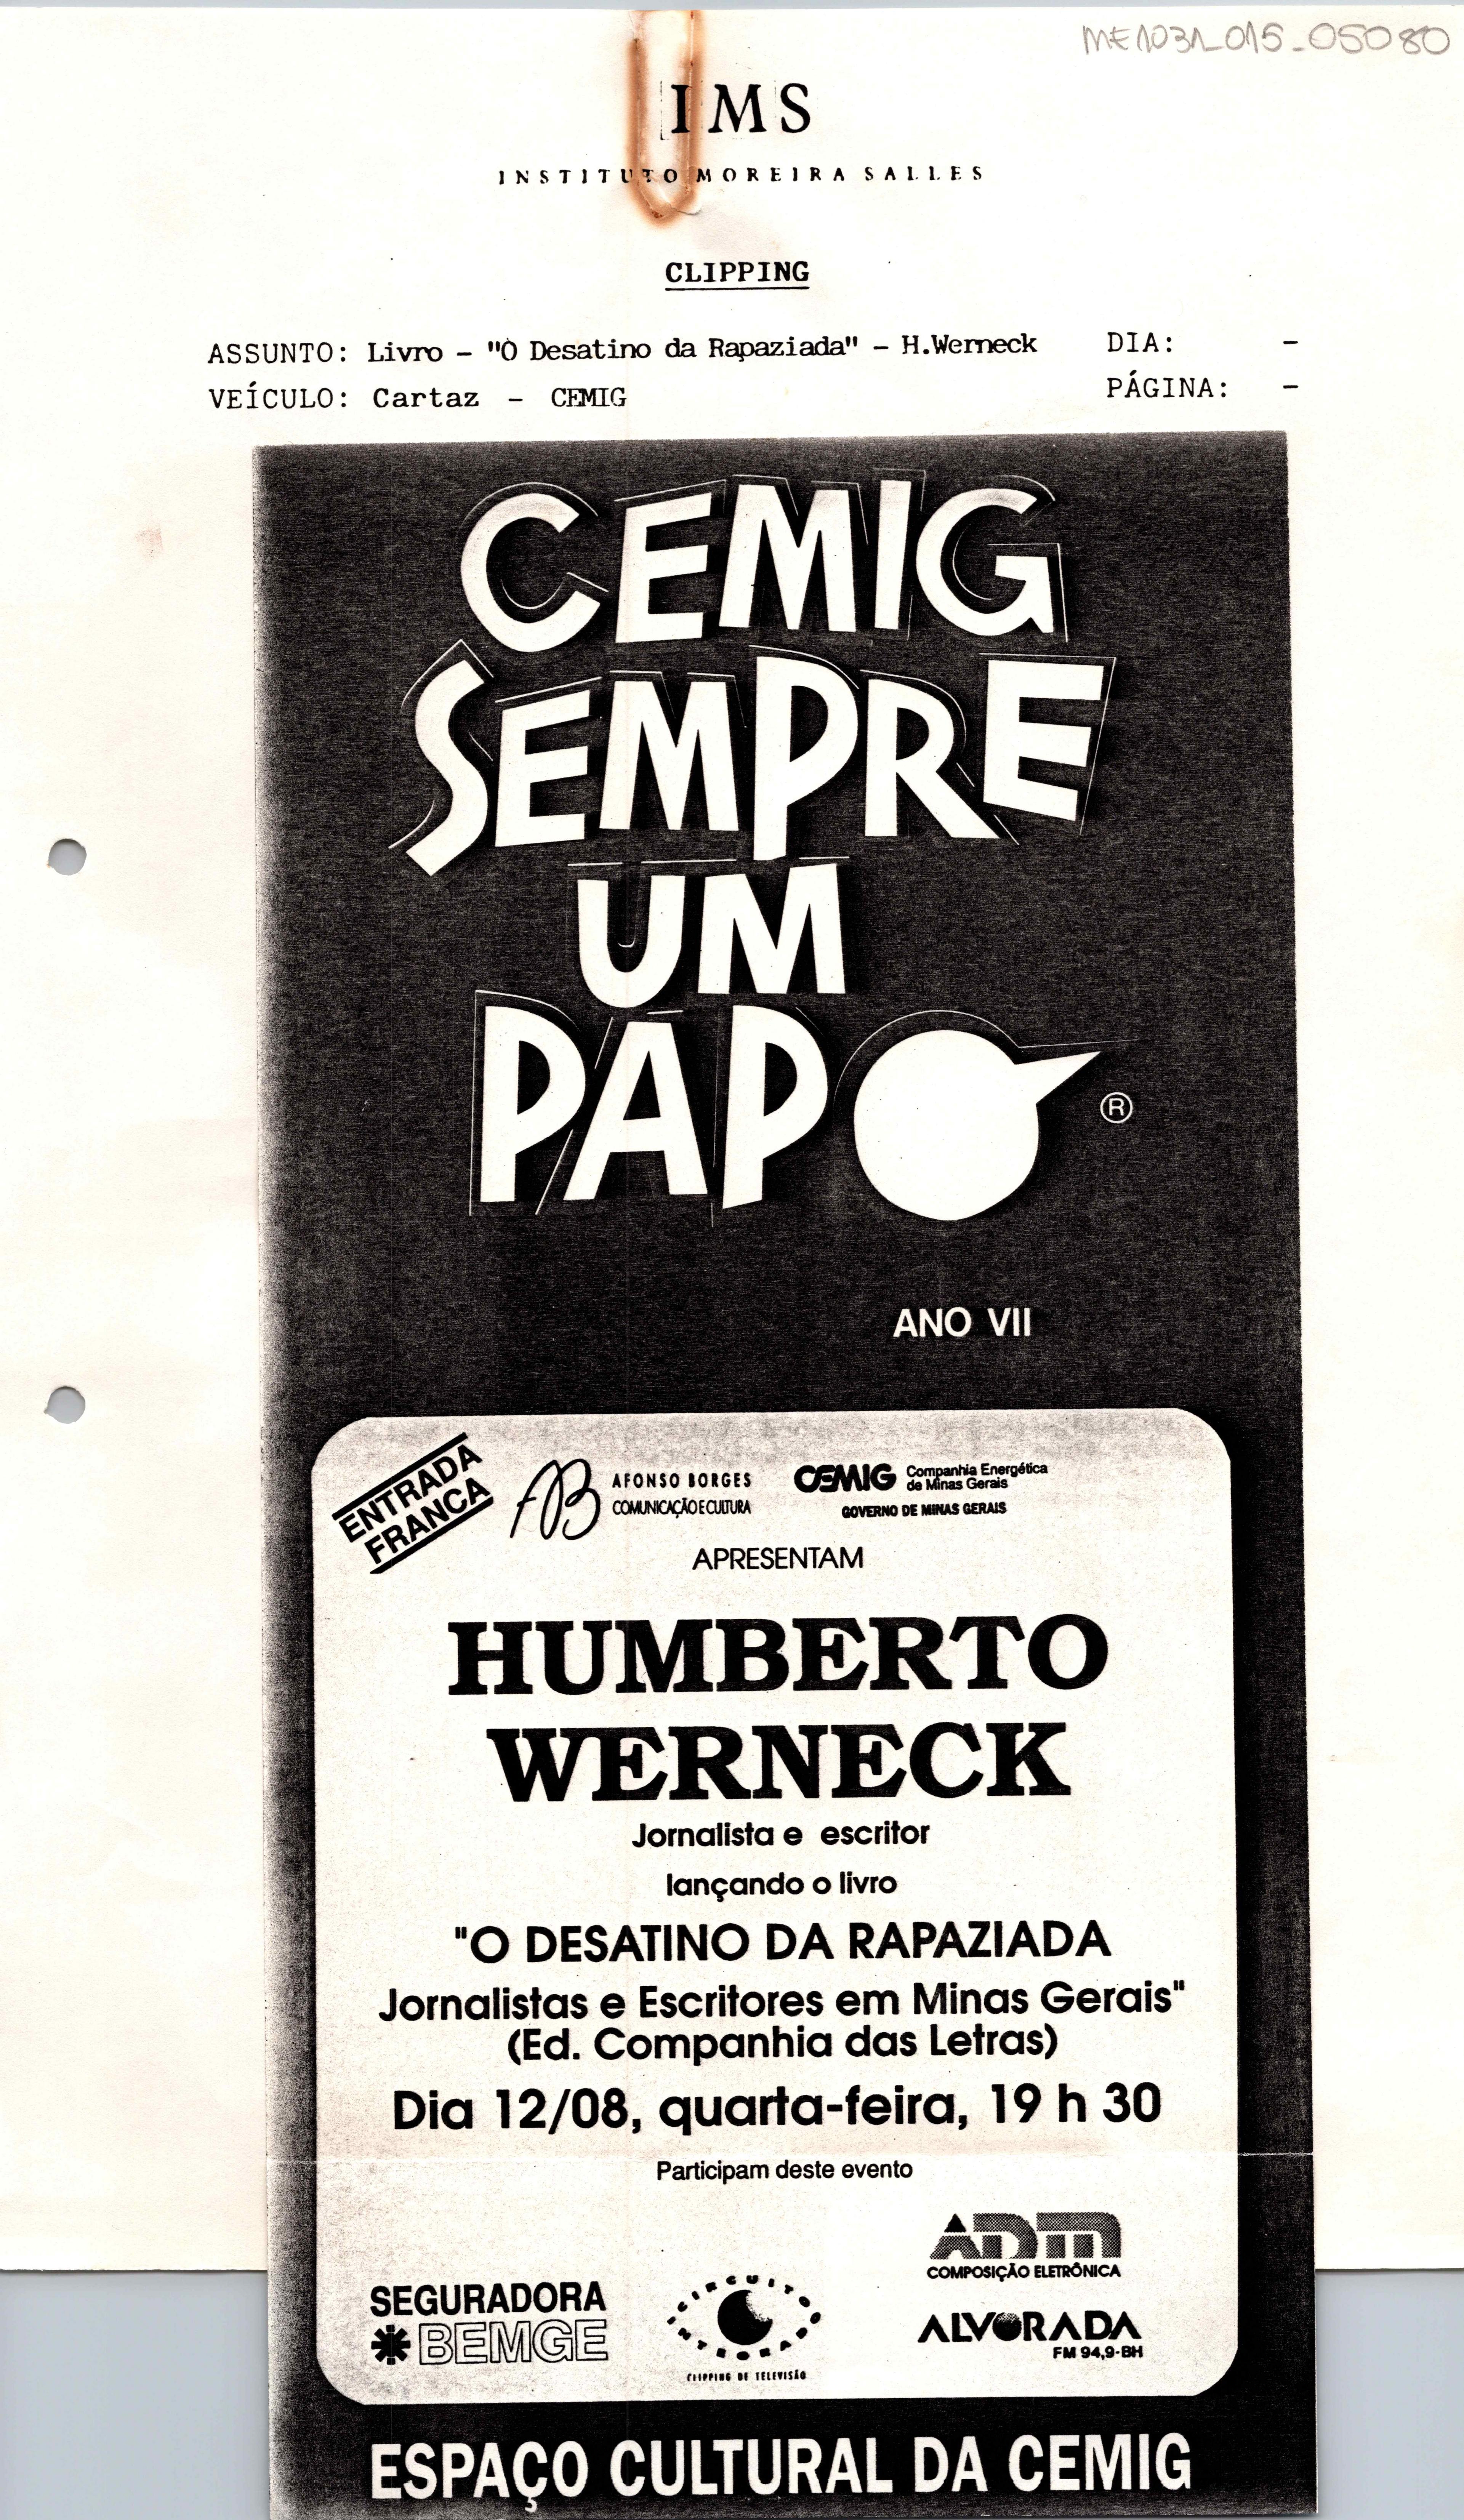 ME1031_015_05080
IMS
INSTITUTO MOREIRA SALLES
CLIPPING
ASSUNTO: Livro - "O Desatino da Rapaziada" - H.Werneck DIA: -
VEÍCULO: Cartaz - CEMIG PÁGINA: -
CEMIG
SEMPRE
UM
PAPO
®
ANO VII
ENTRADA
FRANCA
AB
AFONSO BORGES
COMUNICAÇÃO E CULTURA
CEMIG Companhia Energética
de Minas Gerais
GOVERNO DE MINAS GERAIS
APRESENTAM
HUMBERTO
WERNECK
Jornalista e escritor
lançando o livro
"O DESATINO DA RAPAZIADA
Jornalistas e Escritores em Minas Gerais"
(Ed. Companhia das Letras)
Dia 12/08, quarta-feira, 19 h 30
Participam deste evento
SEGURADORA
BEMGE
CIRCUITO
INTEGRADO
CLIPPING DE TELEVISÃO
ADM
COMPOSIÇÃO ELETRÔNICA
ALVORADA
FM 94,9-BH
ESPAÇO CULTURAL DA CEMIG